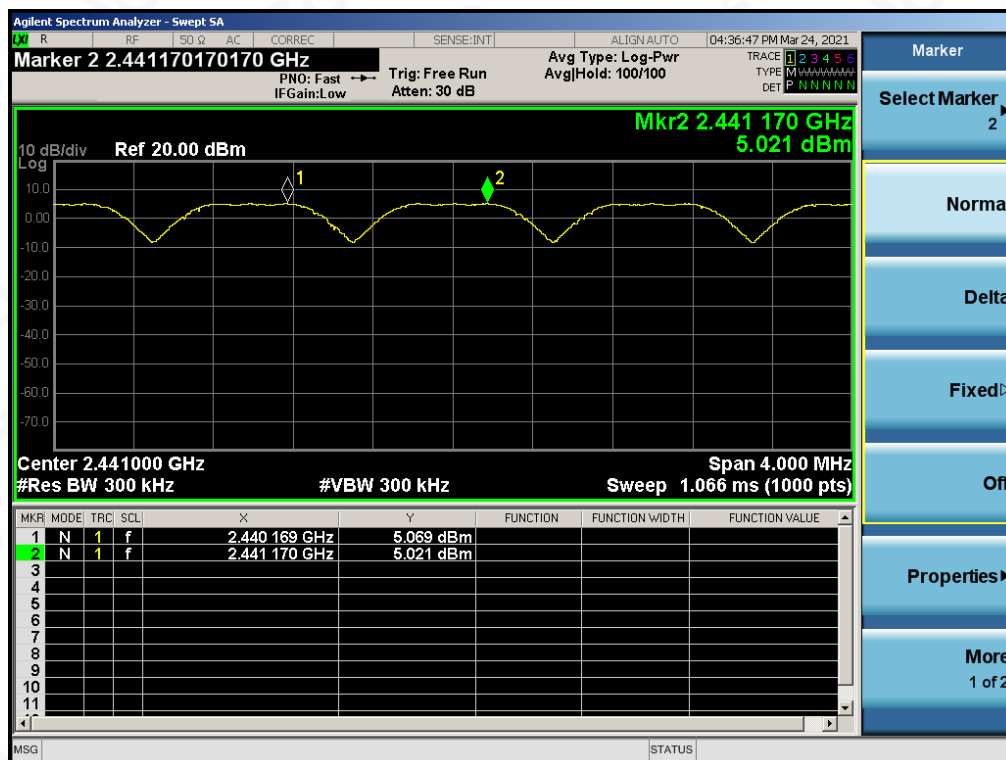 Agilent Spectrum Analyzer - Swept SA
LXI R RF 50 Ω AC CORREC SENSE:INT ALIGN AUTO 04:36:47 PM Mar 24, 2021
Marker 2 2.441170170170 GHz
PNO: Fast
IFGain:Low
Trig: Free Run
Atten: 30 dB
Avg Type: Log-Pwr
Avg|Hold: 100/100
TRACE 1 2 3 4 5 6
TYPE M
DET P N N N N N
Mkr2 2.441 170 GHz
5.021 dBm
10 dB/div Ref 20.00 dBm
Log
10.0
0.00
-10.0
-20.0
-30.0
-40.0
-50.0
-60.0
-70.0
1
2
Center 2.441000 GHz Span 4.000 MHz
#Res BW 300 kHz #VBW 300 kHz Sweep 1.066 ms (1000 pts)
MKR MODE TRC SCL X Y FUNCTION FUNCTION WIDTH FUNCTION VALUE
1 N 1 f 2.440 169 GHz 5.069 dBm
2 N 1 f 2.441 170 GHz 5.021 dBm
3
4
5
6
7
8
9
10
11
MSG STATUS
Marker
Select Marker
2
Norma
Delta
Fixed
Off
Properties
More
1 of 2